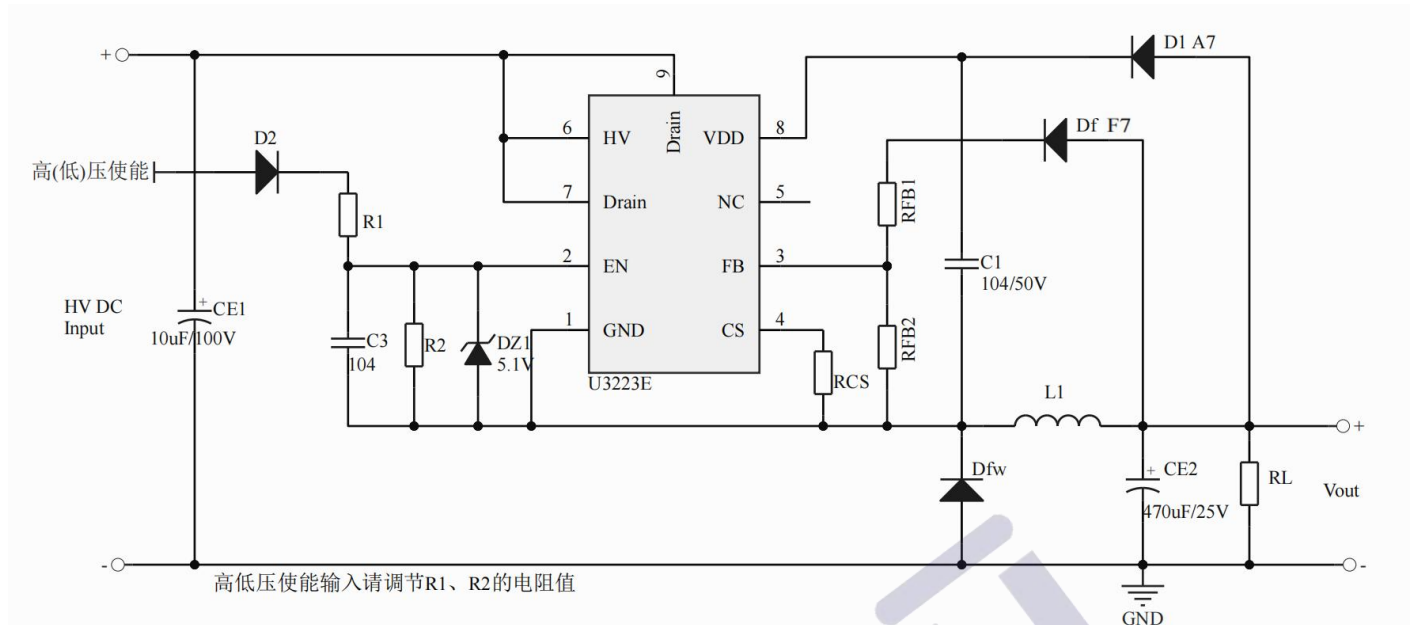 +
D1 A7
9
Drain
Df F7
D2
6
HV
VDD
8
高(低)压使能
7
Drain
NC
5
RFB1
R1
2
EN
FB
3
C1
104/50V
HV DC
Input
+
CE1
10uF/100V
1
GND
CS
4
C3
104
R2
DZ1
5.1V
RFB2
U3223E
RCS
L1
+
Dfw
+
CE2
470uF/25V
RL
Vout
-
-
高低压使能输入请调节R1、R2的电阻值
GND